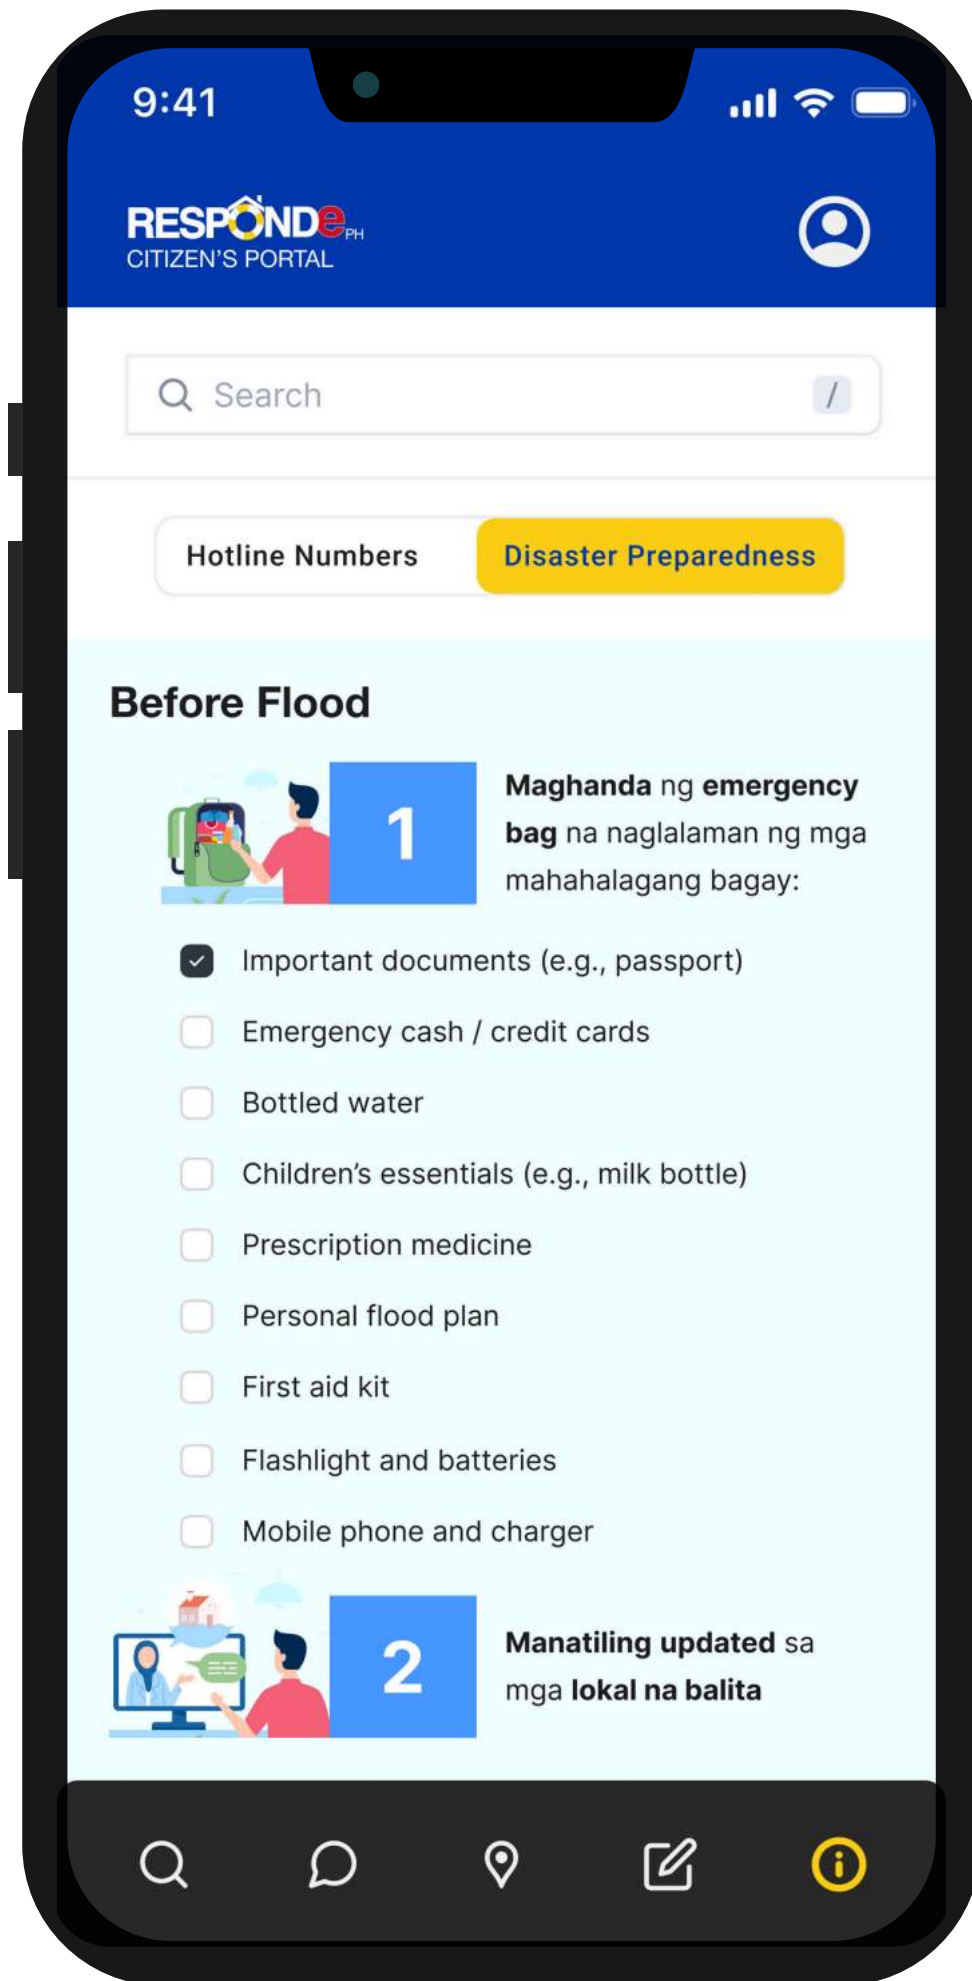 9:41
RESPONDe PH
CITIZEN'S PORTAL
Search
/
Hotline Numbers
Disaster Preparedness
Before Flood
1
Maghanda ng emergency
bag na naglalaman ng mga
mahahalagang bagay:
Important documents (e.g., passport)
Emergency cash / credit cards
Bottled water
Children’s essentials (e.g., milk bottle)
Prescription medicine
Personal flood plan
First aid kit
Flashlight and batteries
Mobile phone and charger
2
Manatiling updated sa
mga lokal na balita